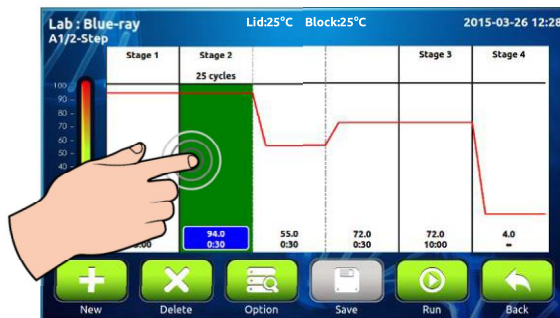 Lab : Blue-ray Lid:25°C Block:25°C 2015-03-26 12:28
A1/2-Step
Stage 1 Stage 2 Stage 3 Stage 4
25 cycles
100
90
80
70
60
50
40
94.0 55.0 72.0 72.0 4.0
0:30 0:30 0:30 10:00 --
New Delete Option Save Run Back